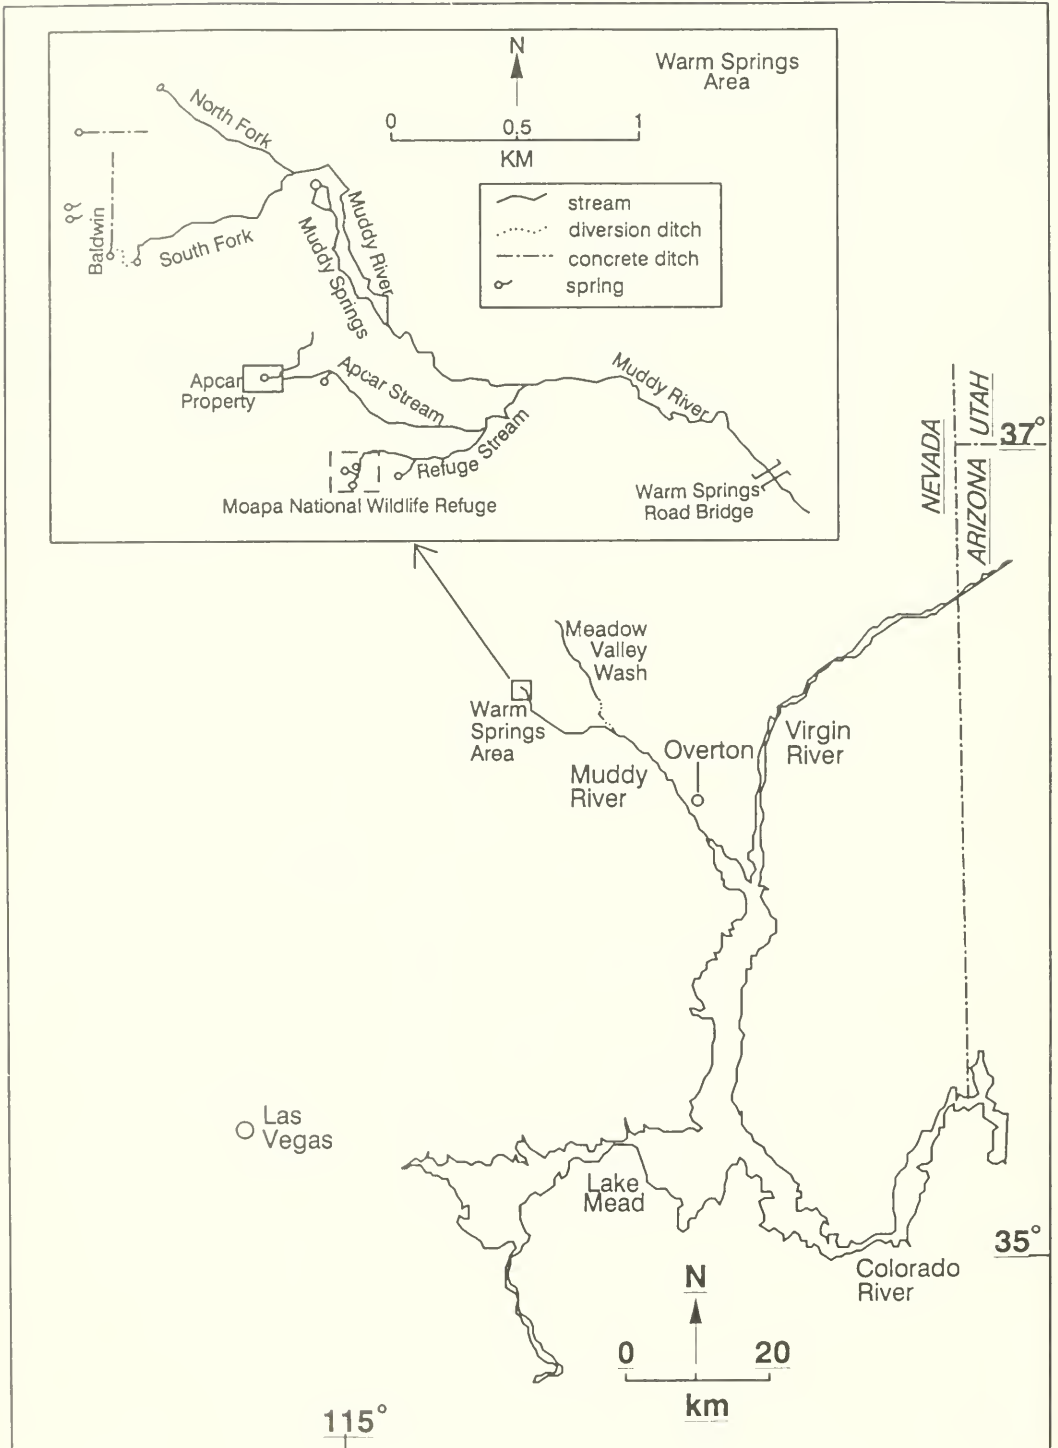 N
Warm Springs
Area
0
0.5
1
KM
North Fork
South Fork
Baldwin
Muddy River
Muddy Springs
stream
diversion ditch
concrete ditch
spring
Apcar
Property
Apcar Stream
Refuge Stream
Moapa National Wildlife Refuge
Muddy River
Warm Springs
Road Bridge
NEVADA
UTAH
ARIZONA
37°
Meadow
Valley
Wash
Warm
Springs
Area
Muddy
River
Overton
Virgin
River
Las
Vegas
Lake
Mead
Colorado
River
35°
N
0
20
km
115°